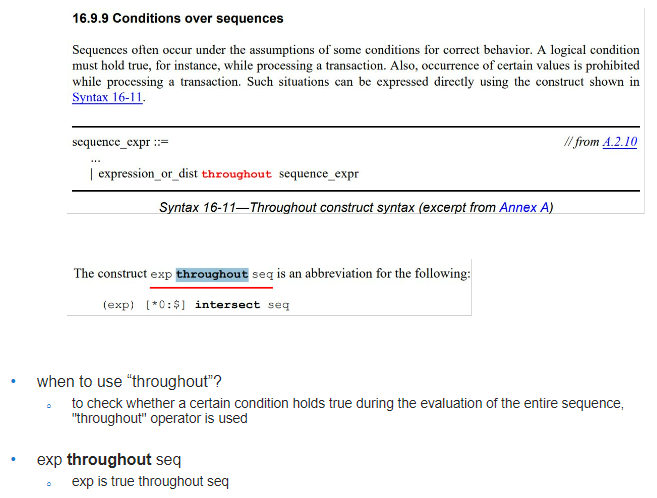 16.9.9 Conditions over sequences
Sequences often occur under the assumptions of some conditions for correct behavior. A logical condition
must hold true, for instance, while processing a transaction. Also, occurrence of certain values is prohibited
while processing a transaction. Such situations can be expressed directly using the construct shown in
Syntax 16-11.
sequence_expr ::= // from A.2.10
...
| expression_or_dist throughout sequence_expr
Syntax 16-11—Throughout construct syntax (excerpt from Annex A)
The construct exp throughout seq is an abbreviation for the following:
(exp) [*0:$] intersect seq
• when to use “throughout”?
◦ to check whether a certain condition holds true during the evaluation of the entire sequence,
"throughout" operator is used
• exp throughout seq
◦ exp is true throughout seq